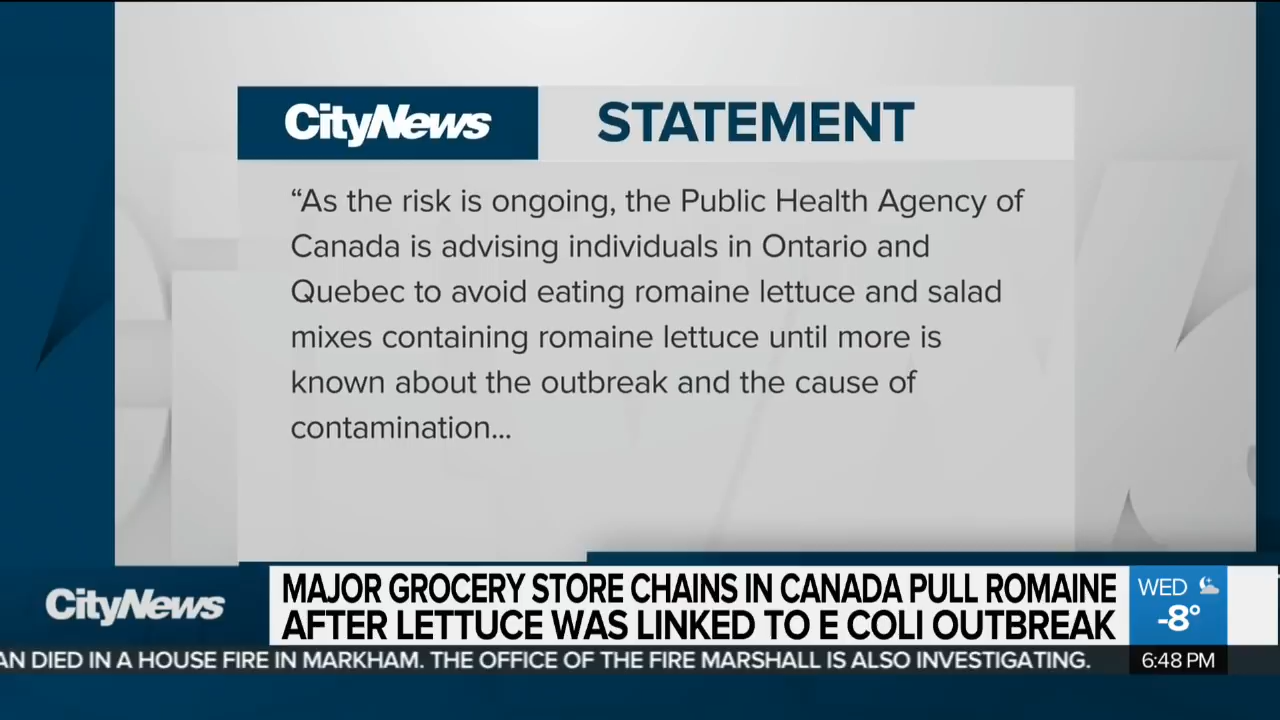 CityNews STATEMENT
“As the risk is ongoing, the Public Health Agency of
Canada is advising individuals in Ontario and
Quebec to avoid eating romaine lettuce and salad
mixes containing romaine lettuce until more is
known about the outbreak and the cause of
contamination...
CityNews
MAJOR GROCERY STORE CHAINS IN CANADA PULL ROMAINE
AFTER LETTUCE WAS LINKED TO E COLI OUTBREAK
WED
-8°
AN DIED IN A HOUSE FIRE IN MARKHAM. THE OFFICE OF THE FIRE MARSHALL IS ALSO INVESTIGATING.
6:48 PM